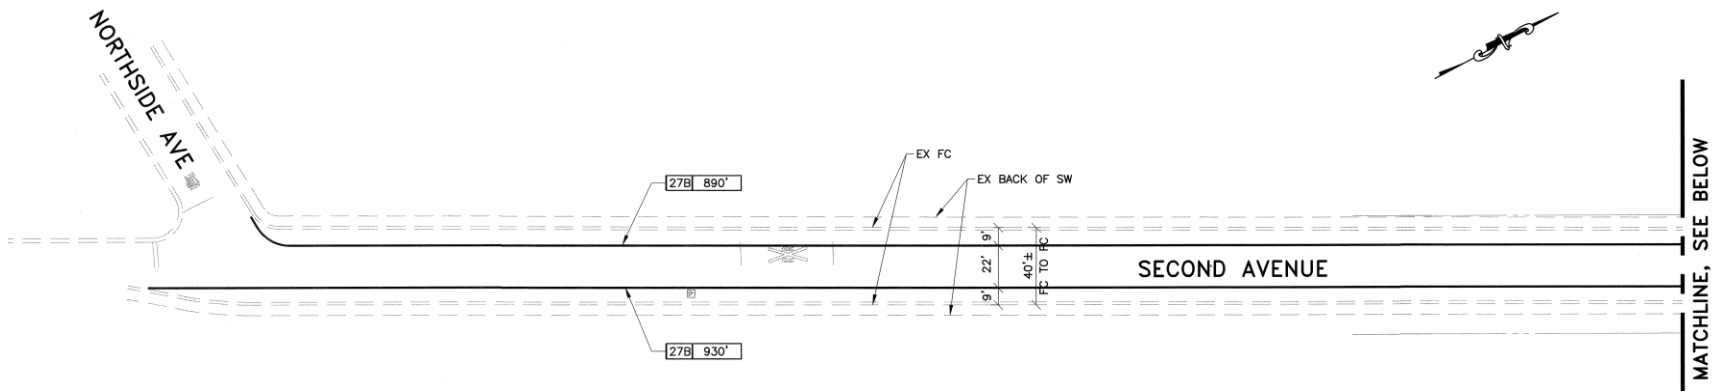 NORTHSIDE AVE
EX FC
27B 890'
EX BACK OF SW
9'
22'
9'
40'±
FC TO FC
SECOND AVENUE
27B 930'
MATCHLINE, SEE BELOW